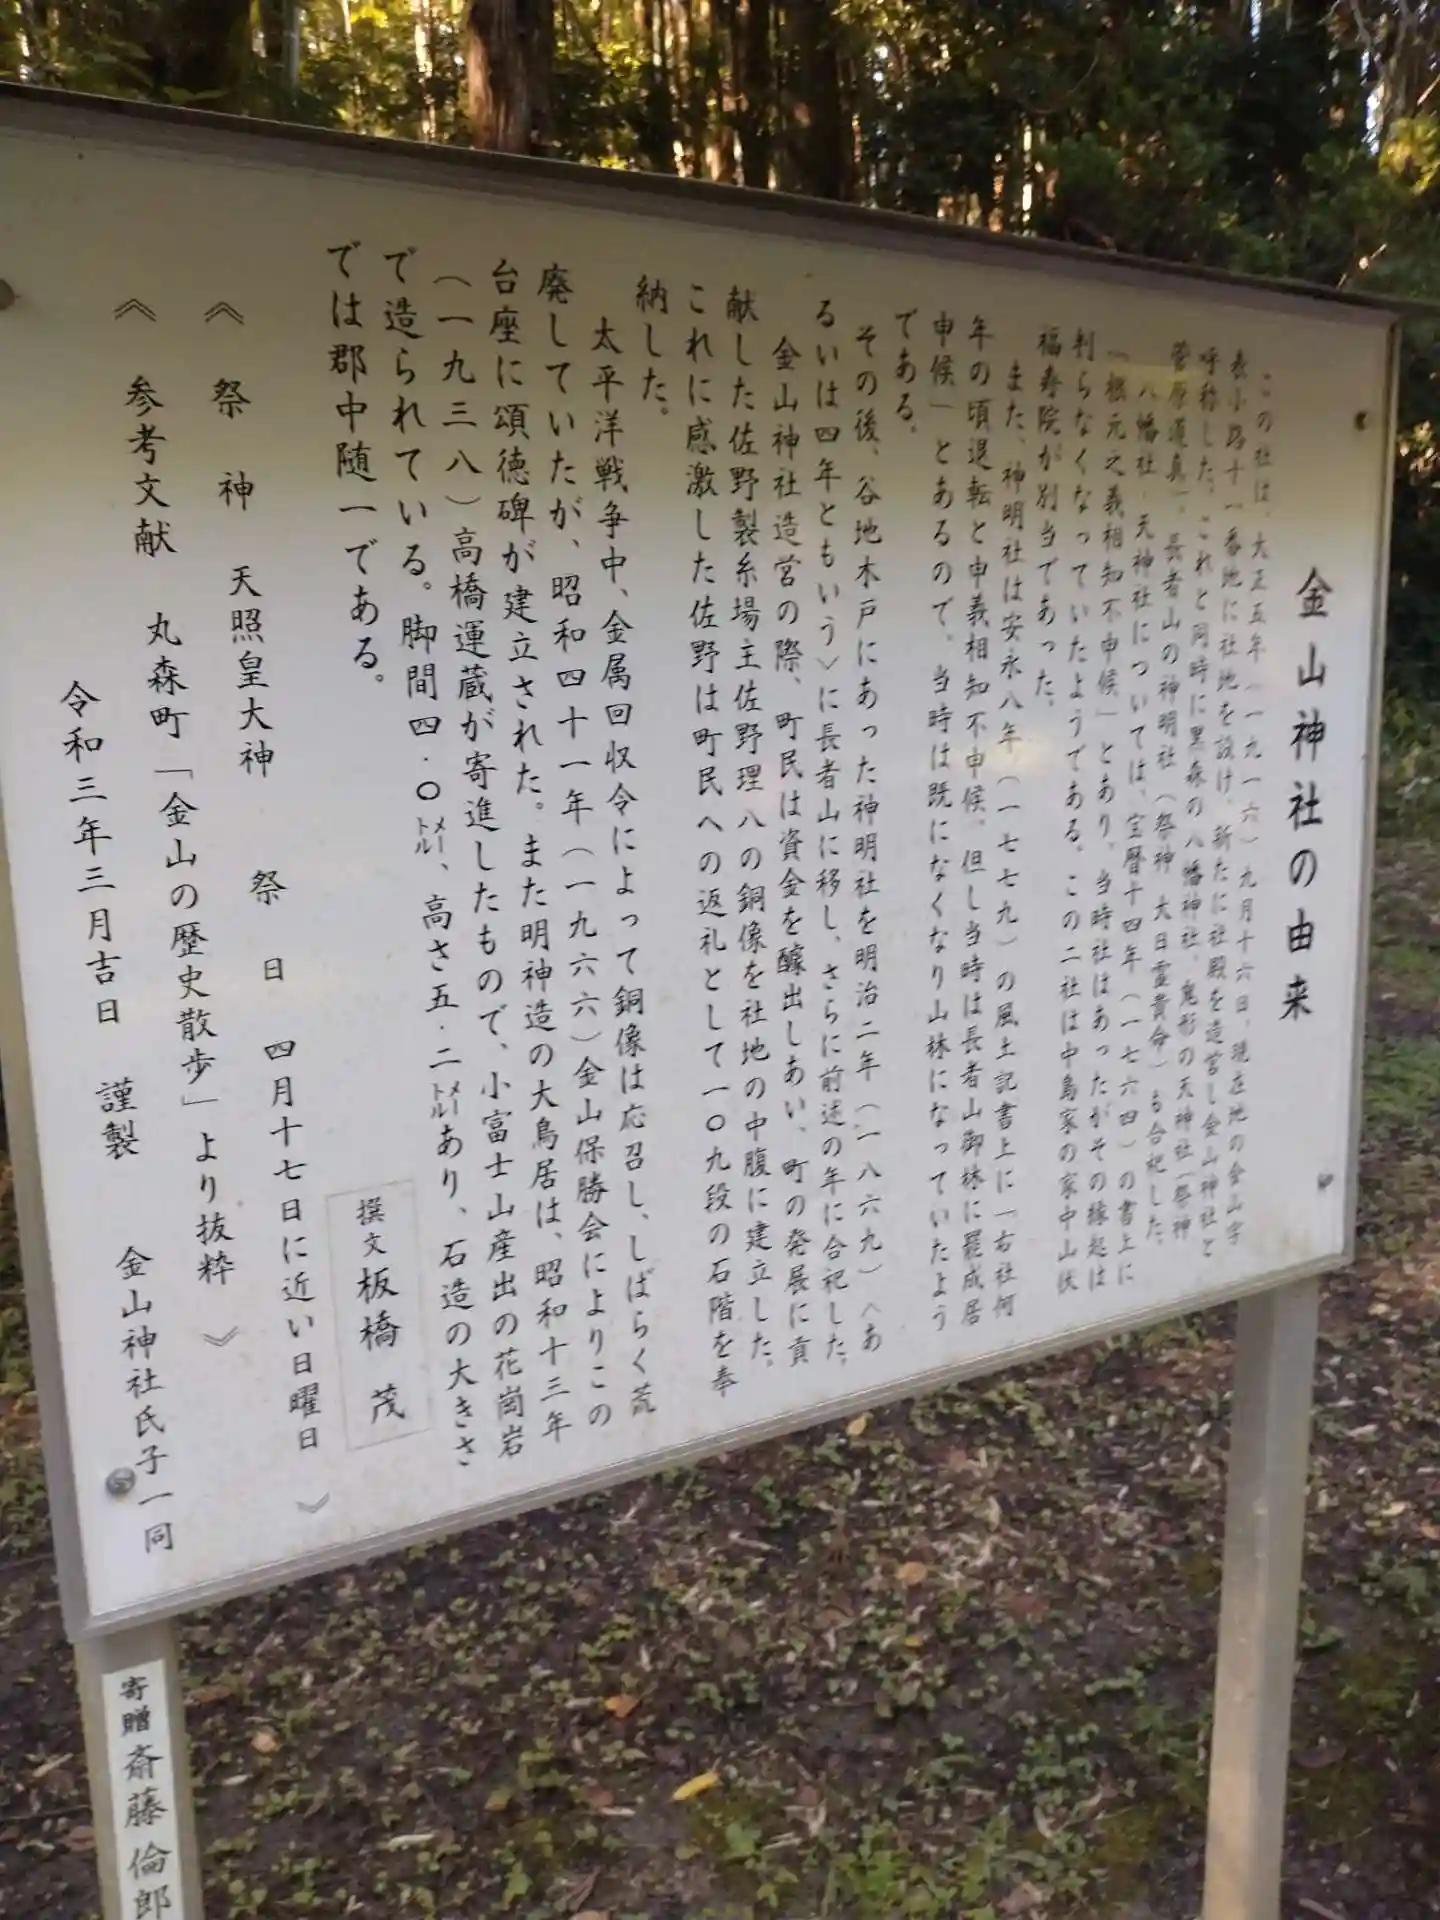 金山神社の由来
この社は、大正五年（一九一六）九月十六日、現在地の金山字
表小路十一番地に社地を設け、新たに社殿を造営し金山神社と
呼称した。これと同時に黒森の八幡神社、鬼形の天神社（祭神
菅原道真）、長者山の神明社（祭神 大日霊貴命）も合祀した。
八幡社・天神社については、宝暦十四年（一七六四）の書上に
「根元之義相知不申候」とあり、当時社はあったがその縁起は
判らなくなっていたようである。この二社は中島家の家中山伏
福寿院が別当であった。
また、神明社は安永八年（一七七九）の風土記書上に「右社何
年の頃退転と申義相知不申候、但し当時は長者山御林に罷成居
申候」とあるので、当時は既になくなり山林になっていたよう
である。
その後、谷地木戸にあった神明社を明治二年（一八六九）〈あ
るいは四年ともいう〉に長者山に移し、さらに前述の年に合祀した。
金山神社造営の際、町民は資金を醵出しあい、町の発展に貢
献した佐野製糸場主佐野理八の銅像を社地の中腹に建立した。
これに感激した佐野は町民への返礼として一〇九段の石階を奉
納した。
太平洋戦争中、金属回収令によって銅像は応召し、しばらく荒
廃していたが、昭和四十一年（一九六六）金山保勝会によりこの
台座に頌徳碑が建立された。また明神造の大鳥居は、昭和十三年
（一九三八）高橋運蔵が寄進したもので、小富士山産出の花崗岩
で造られている。脚間四・〇メートル、高さ五・二メートルあり、石造の大きさ
では郡中随一である。
撰文 板橋 茂
《 祭 神 天照皇大神 祭 日 四月十七日に近い日曜日 》
《 参考文献 丸森町「金山の歴史散歩」より抜粋 》
令和三年三月吉日 謹製 金山神社氏子一同
寄贈 斎藤倫郎